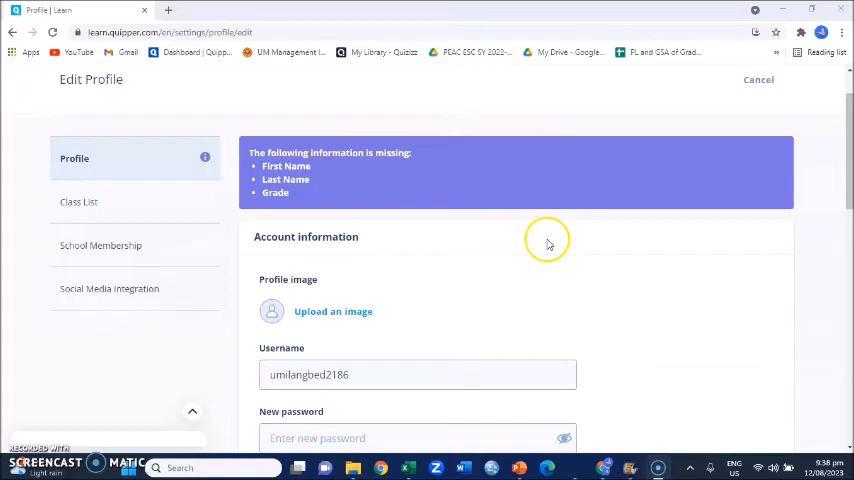 Profile | Learn
learn.quipper.com/en/settings/profile/edit
Apps
YouTube
Gmail
Dashboard | Quipp...
UM Management I...
My Library - Quizizz
PEAC ESC SY 2022-...
My Drive - Google...
PL and GSA of Grad...
»
Reading list
Edit Profile
Cancel
Profile
Class List
School Membership
Social Media Integration
The following information is missing:
• First Name
• Last Name
• Grade
Account information
Profile image
Upload an image
Username
umilangbed2186
New password
Enter new password
RECORDED WITH
SCREENCAST MATIC
Light rain
Search
ENG
US
9:38 pm
12/08/2023